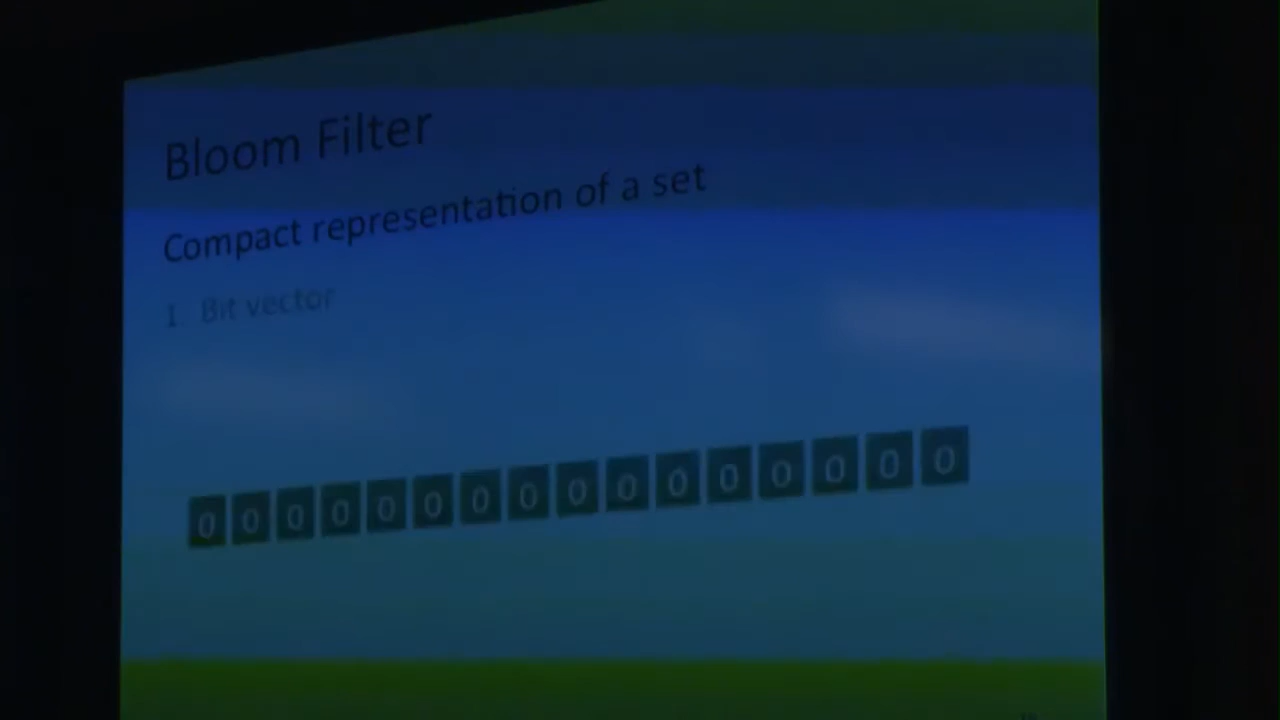 Bloom Filter
Compact representation of a set
1. Bit vector
0 0 0 0 0 0 0 0 0 0 0 0 0 0 0 0